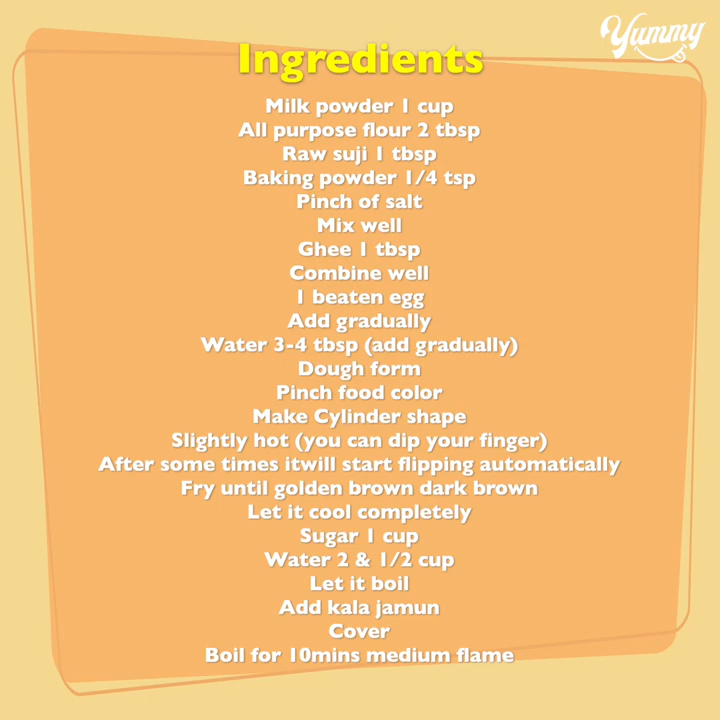 Yummy
Ingredients
Milk powder 1 cup
All purpose flour 2 tbsp
Raw suji 1 tbsp
Baking powder 1/4 tsp
Pinch of salt
Mix well
Ghee 1 tbsp
Combine well
1 beaten egg
Add gradually
Water 3-4 tbsp (add gradually)
Dough form
Pinch food color
Make Cylinder shape
Slightly hot (you can dip your finger)
After some times itwill start flipping automatically
Fry until golden brown dark brown
Let it cool completely
Sugar 1 cup
Water 2 & 1/2 cup
Let it boil
Add kala jamun
Cover
Boil for 10mins medium flame